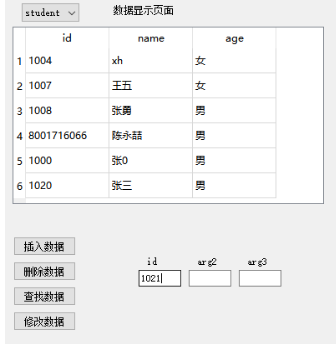 student 数据显示页面
id name age
1 1004 xh 女
2 1007 王五 女
3 1008 张勇 男
4 8001716066 陈永喆 男
5 1000 张0 男
6 1020 张三 男
插入数据
删除数据
查找数据
修改数据
id arg2 arg3
1021